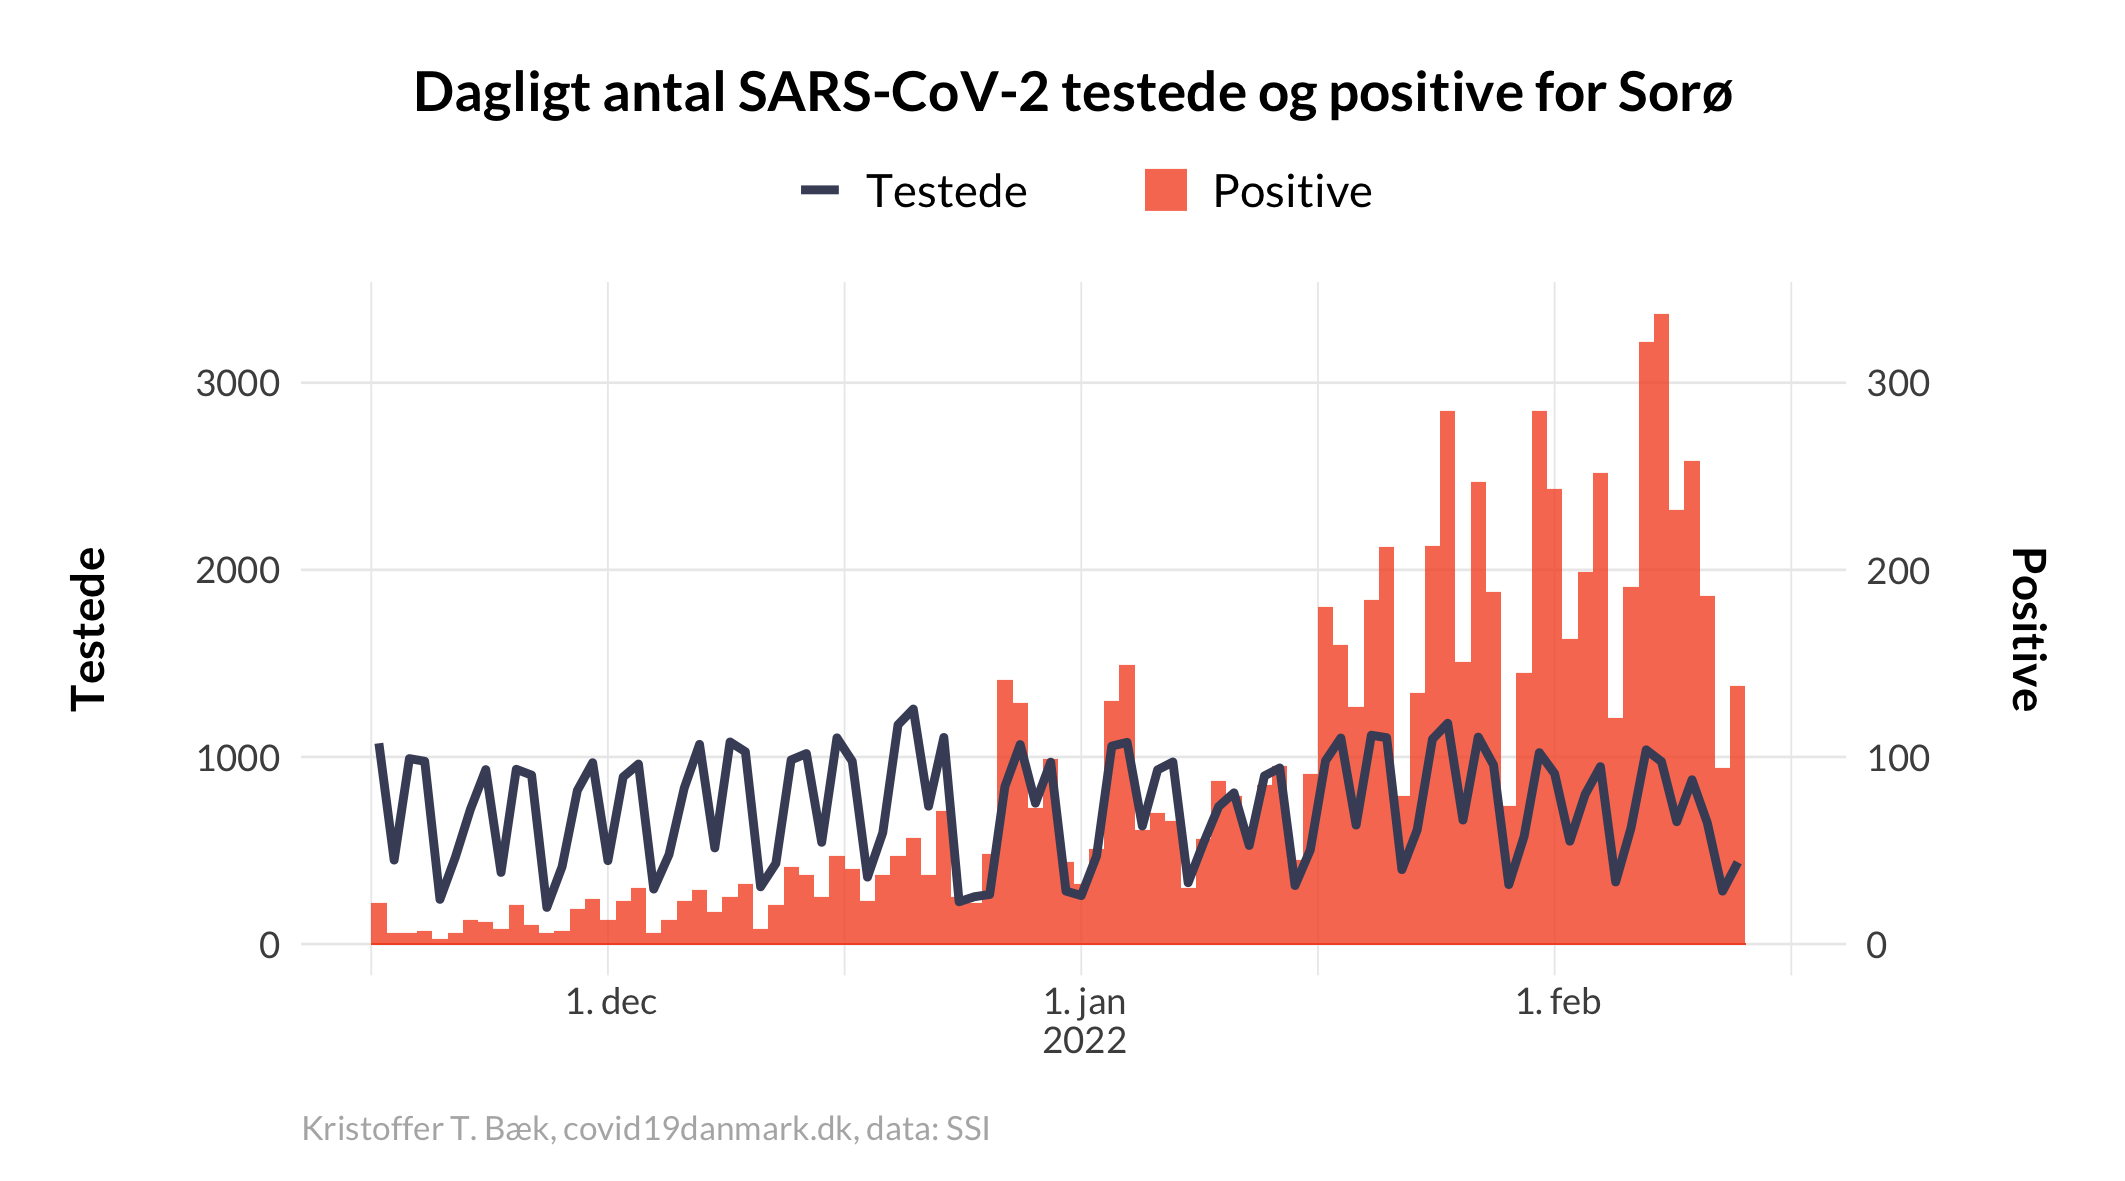 Dagligt antal SARS-CoV-2 testede og positive for Sorø
Testede Positive
3000 300
2000 200
1000 100
0 0
Testede
Positive
1. dec 1. jan 1. feb
2022
Kristoffer T. Bæk, covid19danmark.dk, data: SSI